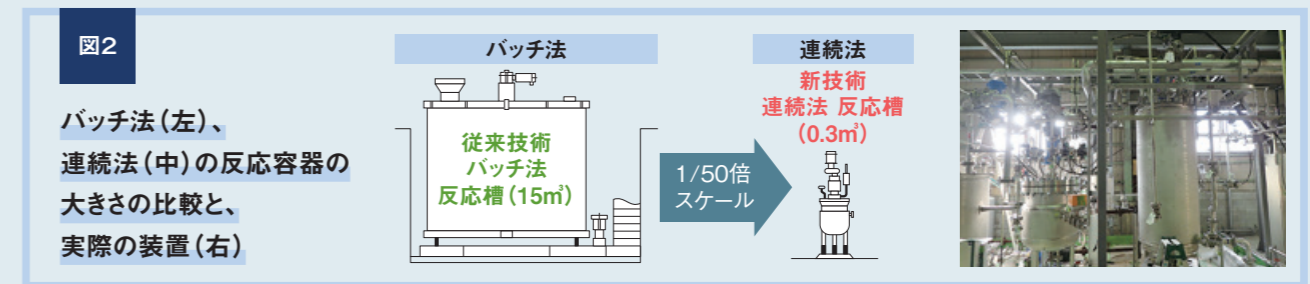 図2
バッチ法(左)、
連続法(中)の反応容器の
大きさの比較と、
実際の装置(右)
バッチ法
従来技術
バッチ法
反応槽(15㎥)
1/50倍
スケール
連続法
新技術
連続法 反応槽
(0.3㎥)